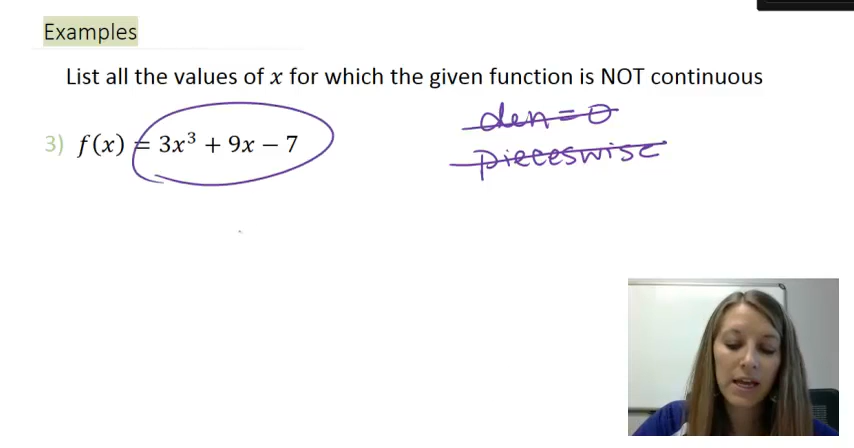 Examples
List all the values of x for which the given function is NOT continuous
den=0
3) f(x) = 3x³ + 9x − 7
pieceswise